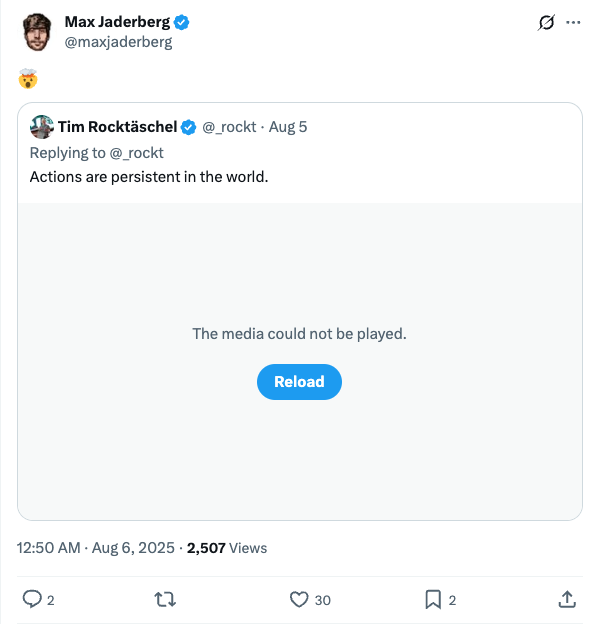 Max Jaderberg
@maxjaderberg
🤯
Tim Rocktäschel @_rockt · Aug 5
Replying to @_rockt
Actions are persistent in the world.
The media could not be played.
Reload
12:50 AM · Aug 6, 2025 · 2,507 Views
2 30 2